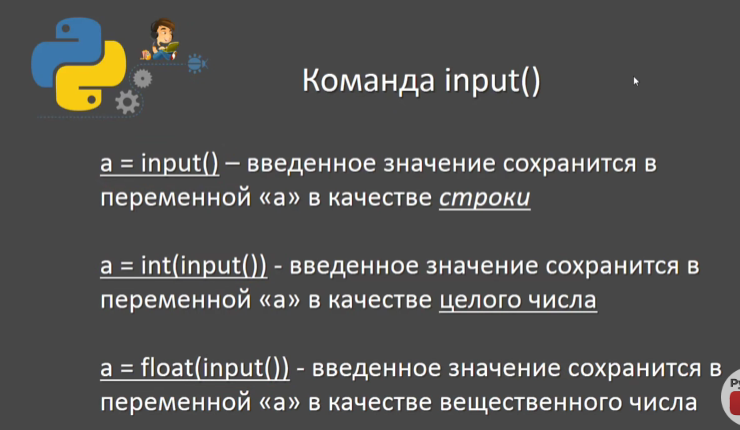 Команда input()
a = input() – введенное значение сохранится в
переменной «а» в качестве строки
a = int(input()) - введенное значение сохранится в
переменной «а» в качестве целого числа
a = float(input()) - введенное значение сохранится в
переменной «а» в качестве вещественного числа